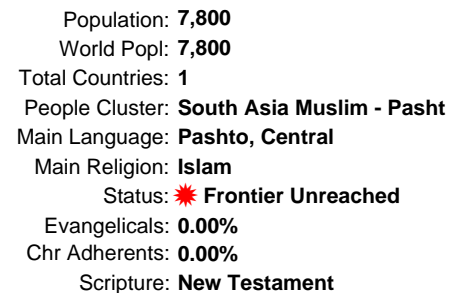 Population: 7,800
World Popl: 7,800
Total Countries: 1
People Cluster: South Asia Muslim - Pasht
Main Language: Pashto, Central
Main Religion: Islam
Status: Frontier Unreached
Evangelicals: 0.00%
Chr Adherents: 0.00%
Scripture: New Testament